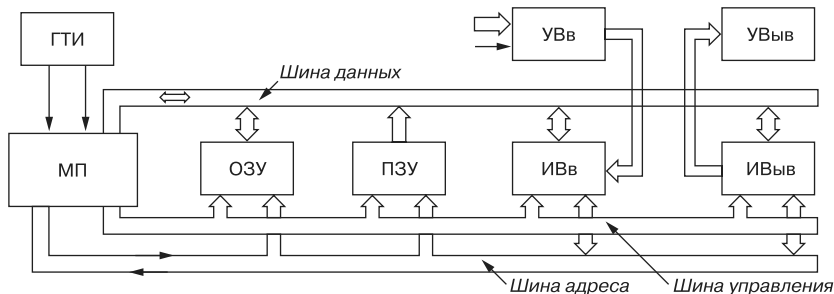 ГТИ
УВв
УВыв
Шина данных
МП
ОЗУ
ПЗУ
ИВв
ИВыв
Шина адреса
Шина управления